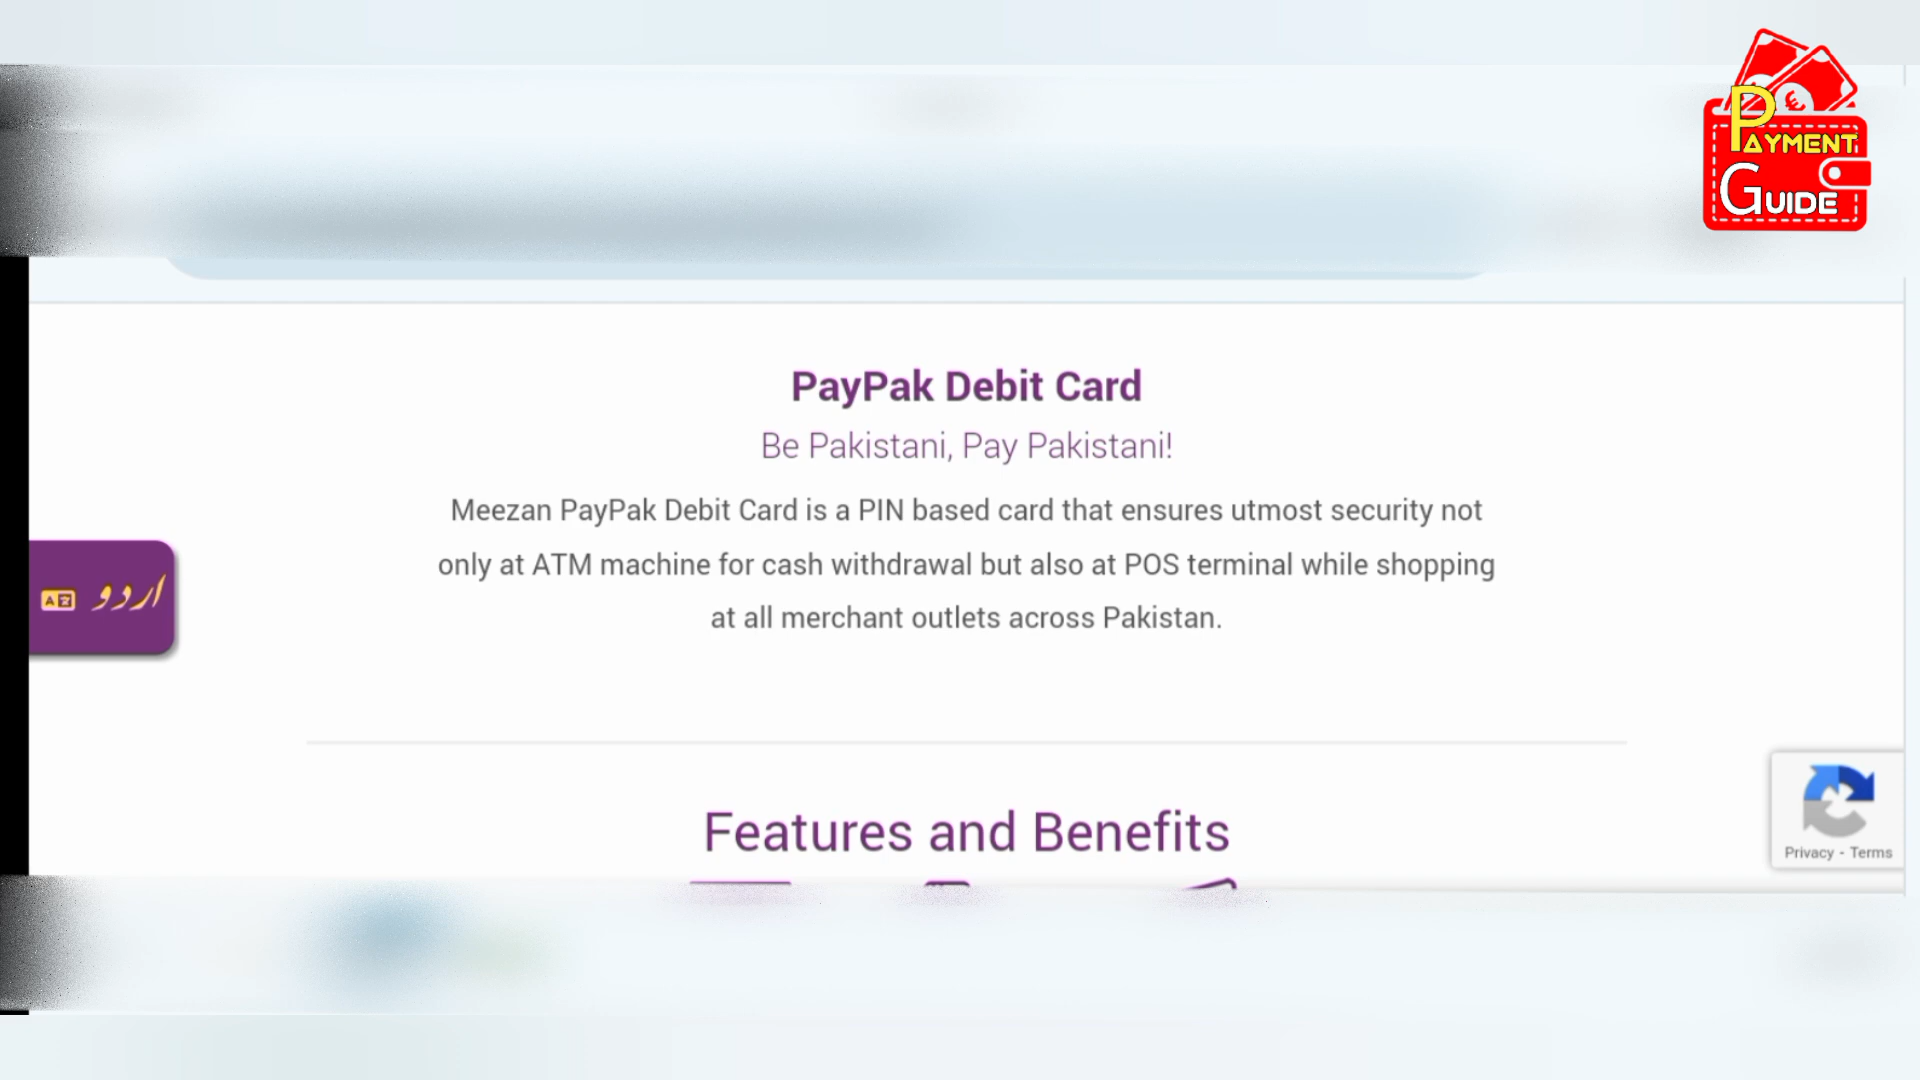 PAYMENT
GUIDE
PayPak Debit Card
Be Pakistani, Pay Pakistani!
Meezan PayPak Debit Card is a PIN based card that ensures utmost security not
only at ATM machine for cash withdrawal but also at POS terminal while shopping
at all merchant outlets across Pakistan.
اردو
Features and Benefits
Privacy - Terms